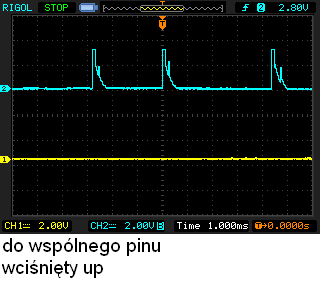 RIGOL STOP T 2 2.80V
T
2
1
CH1= 2.00V CH2= 2.00V Time 1.000ms T→0.0000s
do wspólnego pinu
wciśnięty up